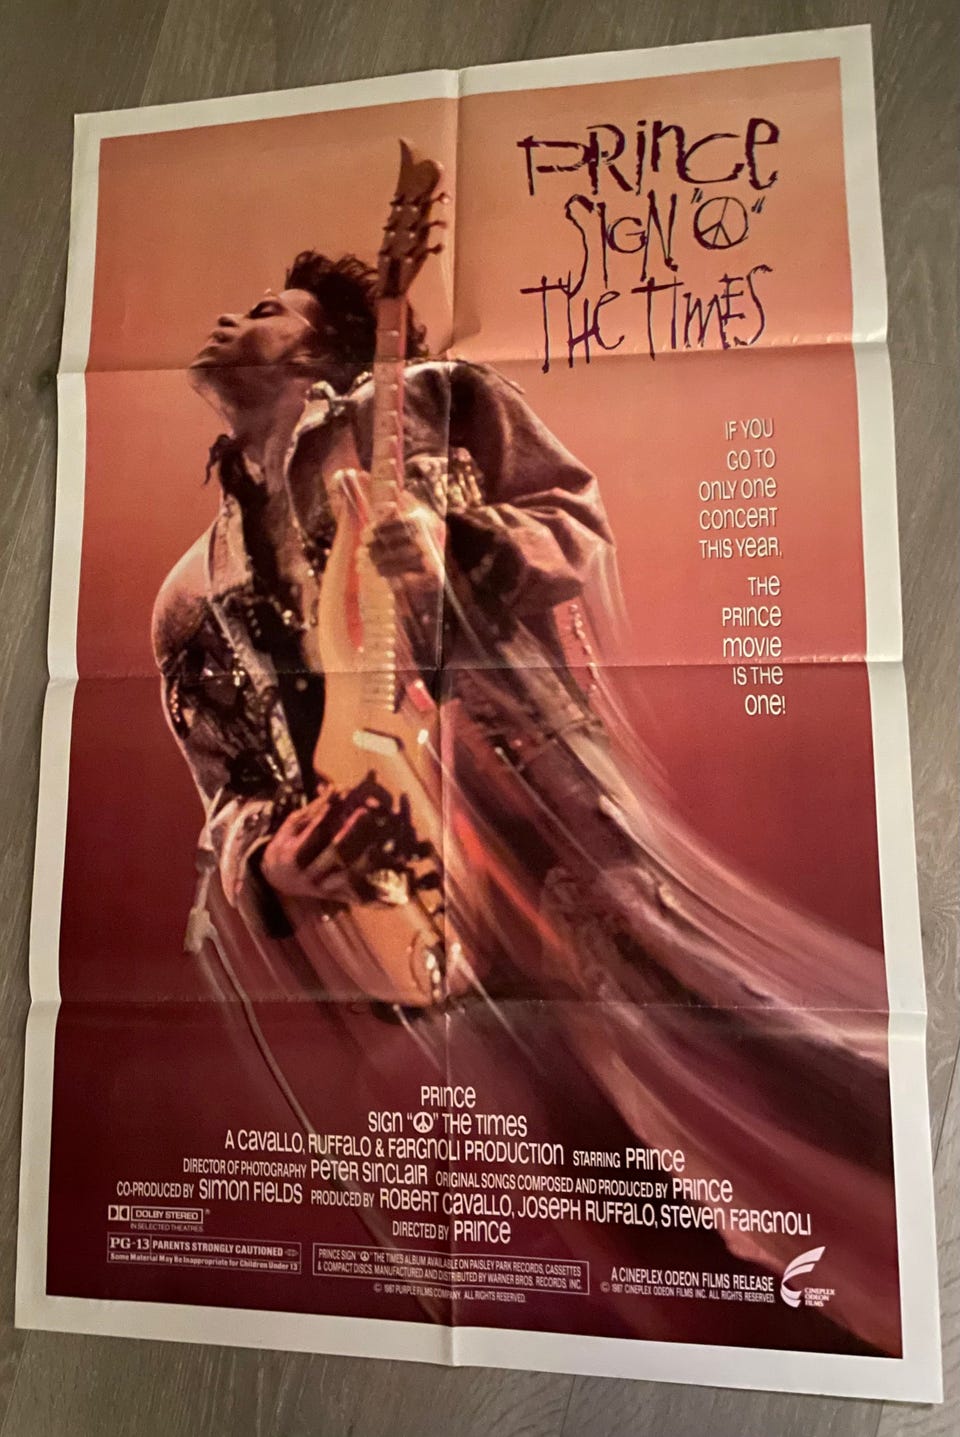 PRince
SIGN "☮"
THe TIMES
IF YOU
GO TO
OnLY One
COnCeRT
THIS YeaR,
THe
PRInce
mOVIe
IS THe
One!
PRInce
SIGn "☮" THe TImes
A CavaLLO, RUFFaLO & FaRGnOLI PRODUCTIOn STARRING PRInce
DIRECTOR OF PHOTOGRAPHY PeTeR SINCLaIR ORIGINAL SONGS COMPOSED AND PRODUCED BY PRInce
CO-PRODUCED BY SImon FIELDS PRODUCED BY ROBeRT CavaLLO, JOSePH RUFFaLO, STeven FaRGnOLI
DIRECTED BY PRInce
DOLBY STEREO®
IN SELECTED THEATRES
PG-13 PARENTS STRONGLY CAUTIONED
Some Material May Be Inappropriate for Children Under 13
PRINCE SIGN "☮" THE TIMES ALBUM AVAILABLE ON PAISLEY PARK RECORDS, CASSETTES
& COMPACT DISCS. MANUFACTURED AND DISTRIBUTED BY WARNER BROS. RECORDS, INC.
© 1987 PURPLE FILMS COMPANY. ALL RIGHTS RESERVED.
A CINEPLEX ODEON FILMS RELEASE
© 1987 CINEPLEX ODEON FILMS INC. ALL RIGHTS RESERVED.
CINEPLEX
ODEON
FILMS